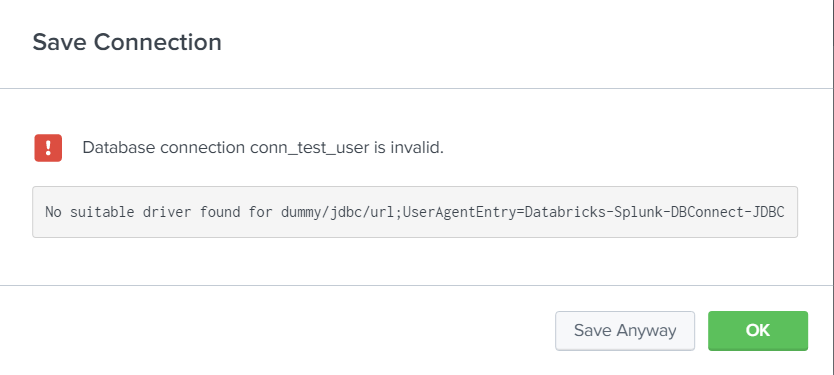 Save Connection
Database connection conn_test_user is invalid.
No suitable driver found for dummy/jdbc/url;UserAgentEntry=Databricks-Splunk-DBConnect-JDBC
Save Anyway
OK